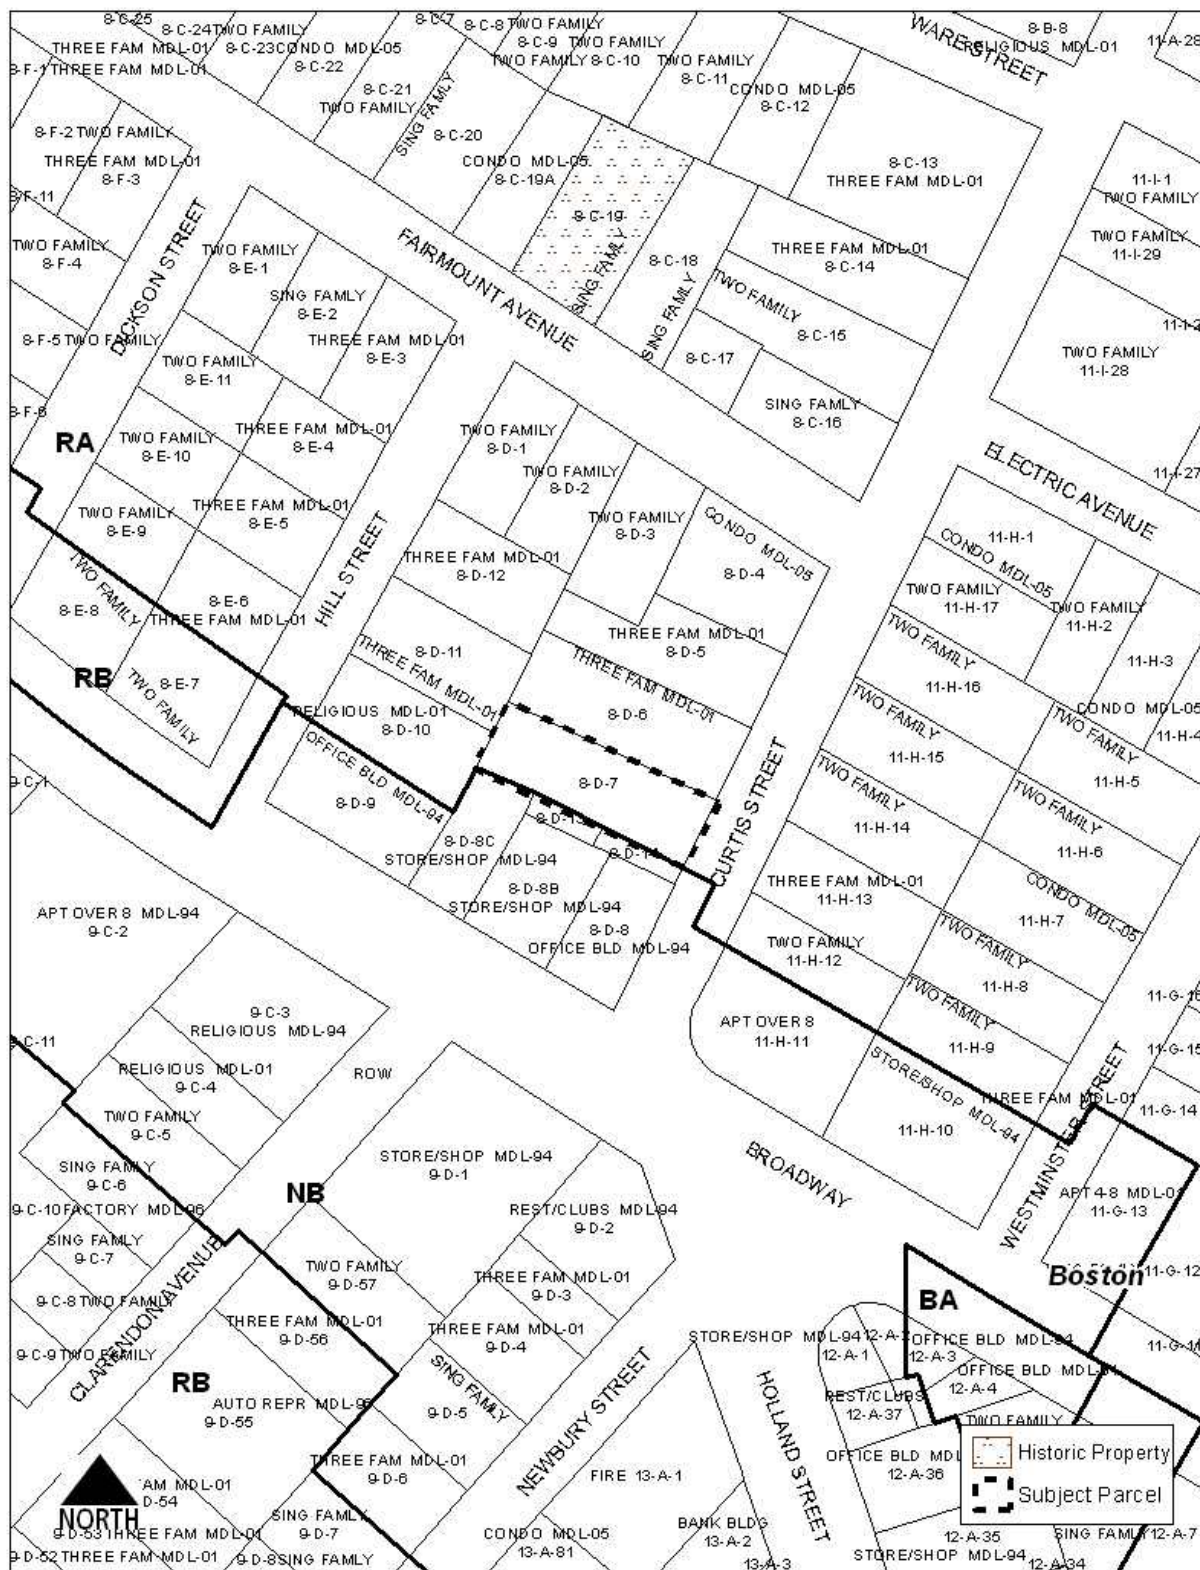 8-C-25
8-C-24 TWO FAMILY
THREE FAM MDL-01
8-C-23 CONDO MDL-05
8-C-22
8-F-1 THREE FAM MDL-01
8-C-21
TWO FAMILY
8-C-7
8-C-8 TWO FAMILY
8-C-9 TWO FAMILY
TWO FAMILY 8-C-10
TWO FAMILY
8-C-11
CONDO MDL-05
8-C-12
WARE STREET
8-B-8
RELIGIOUS MDL-01
11-A-28
SING FAMLY
8-C-20
CONDO MDL-05
8-C-19A
8-C-19
SING FAMLY
8-C-18
SING FAMLY
8-C-13
THREE FAM MDL-01
THREE FAM MDL-01
8-C-14
TWO FAMILY
8-C-15
8-C-17
SING FAMLY
8-C-16
11-I-1
TWO FAMILY
TWO FAMILY
11-I-29
TWO FAMILY
11-I-28
11-I-27
8-F-2 TWO FAMILY
THREE FAM MDL-01
8-F-3
8-F-11
TWO FAMILY
8-F-4
8-F-5 TWO FAMILY
8-F-6
DICKSON STREET
FAIRMOUNT AVENUE
TWO FAMILY
8-E-1
SING FAMLY
8-E-2
THREE FAM MDL-01
8-E-3
TWO FAMILY
8-E-11
THREE FAM MDL-01
8-E-4
RA
TWO FAMILY
8-E-10
THREE FAM MDL-01
8-E-5
TWO FAMILY
8-E-9
8-E-6
THREE FAM MDL-01
TWO FAMILY
8-E-8
RB
8-E-7
TWO FAMILY
HILL STREET
TWO FAMILY
8-D-1
TWO FAMILY
8-D-2
TWO FAMILY
8-D-3
CONDO MDL-05
8-D-4
THREE FAM MDL-01
8-D-12
THREE FAM MDL-01
8-D-5
8-D-11
THREE FAM MDL-01
THREE FAM MDL-01
8-D-6
RELIGIOUS MDL-01
8-D-10
OFFICE BLD MDL-94
8-D-9
8-D-7
8-D-8C
STORE/SHOP MDL-94
8-D-8B
STORE/SHOP MDL-94
8-D-8
OFFICE BLD MDL-94
CURTIS STREET
ELECTRIC AVENUE
11-H-1
CONDO MDL-05
TWO FAMILY
11-H-17
TWO FAMILY
11-H-2
TWO FAMILY
11-H-16
11-H-3
CONDO MDL-05
11-H-4
TWO FAMILY
11-H-15
TWO FAMILY
11-H-5
TWO FAMILY
11-H-14
TWO FAMILY
11-H-6
THREE FAM MDL-01
11-H-13
CONDO MDL-05
11-H-7
TWO FAMILY
11-H-12
TWO FAMILY
11-H-8
TWO FAMILY
11-H-9
APT OVER 8
11-H-11
STORE/SHOP MDL-94
11-H-10
THREE FAM MDL-01
11-G-16
11-G-15
11-G-14
WESTMINSTER STREET
BROADWAY
9-C-1
APT OVER 8 MDL-94
9-C-2
9-C-3
RELIGIOUS MDL-94
9-C-11
RELIGIOUS MDL-01
9-C-4
ROW
TWO FAMILY
9-C-5
SING FAMLY
9-C-6
9-C-10 FACTORY MDL-96
SING FAMLY
9-C-7
9-C-8 TWO FAMILY
9-C-9 TWO FAMILY
CLARENDON AVENUE
NB
STORE/SHOP MDL-94
9-D-1
REST/CLUBS MDL-94
9-D-2
TWO FAMILY
9-D-57
THREE FAM MDL-01
9-D-3
THREE FAM MDL-01
9-D-56
THREE FAM MDL-01
9-D-4
RB
SING FAMLY
9-D-5
9-D-55
THREE FAM MDL-01
9-D-6
NEWBURY STREET
APT 4-8
11-G-13
Boston
11-G-12
BA
STORE/SHOP MDL-94
12-A-1
OFFICE BLD
12-A-3
OFFICE BLD
12-A-4
REST/CLUBS
12-A-37
TWO FAMILY
OFFICE BLD
12-A-36
HOLLAND STREET
Historic Property
Subject Parcel
NORTH
AM MDL-01
D-54
9-D-53 THREE FAM MDL-01
9-D-52 THREE FAM MDL-01
SING FAMILY
9-D-7
9-D-8 SING FAMILY
FIRE 13-A-1
CONDO MDL-05
13-A-81
BANK BLDG
13-A-2
13-A-3
12-A-35
STORE/SHOP MDL-94
12-A-34
SING FAMILY 12-A-7